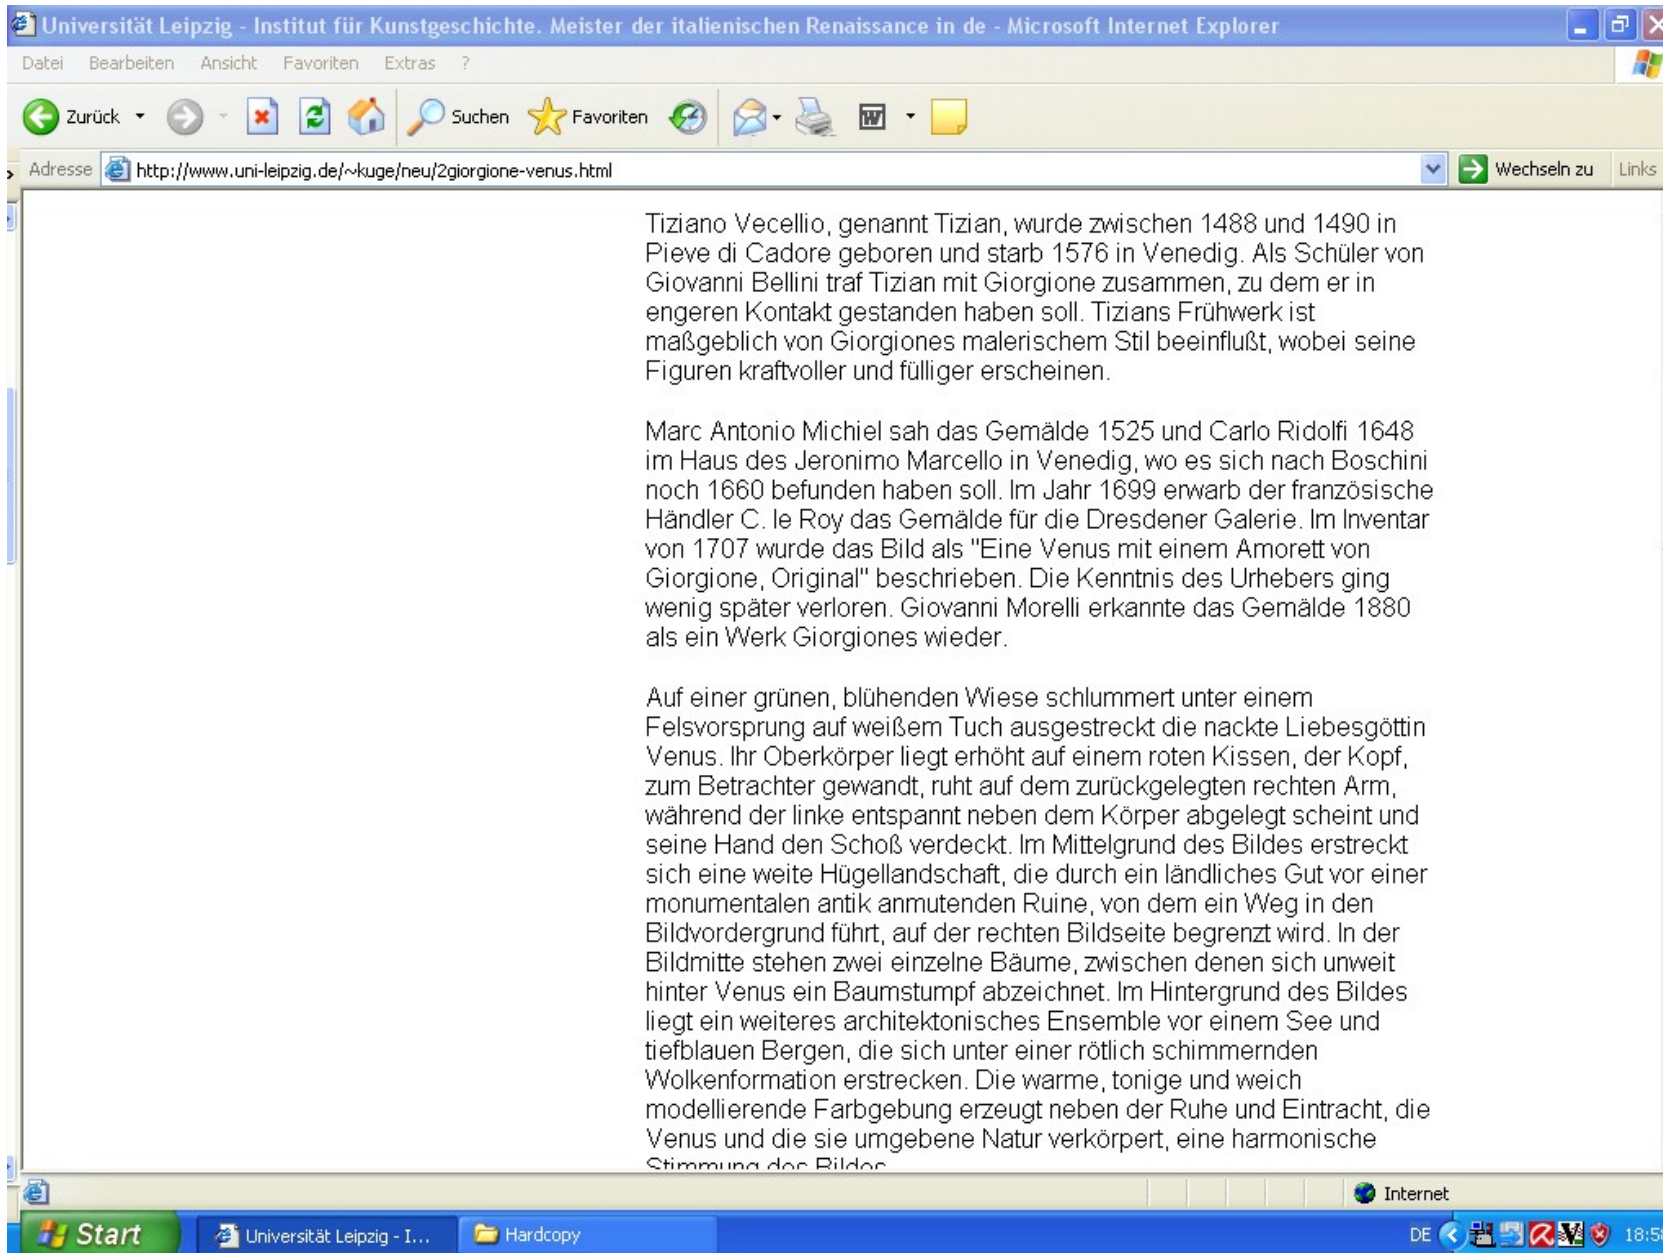 Universität Leipzig - Institut für Kunstgeschichte. Meister der italienischen Renaissance in de - Microsoft Internet Explorer
Datei Bearbeiten Ansicht Favoriten Extras ?
Zurück Suchen Favoriten
Adresse http://www.uni-leipzig.de/~kuge/neu/2giorgione-venus.html Wechseln zu Links
Tiziano Vecellio, genannt Tizian, wurde zwischen 1488 und 1490 in
Pieve di Cadore geboren und starb 1576 in Venedig. Als Schüler von
Giovanni Bellini traf Tizian mit Giorgione zusammen, zu dem er in
engeren Kontakt gestanden haben soll. Tizians Frühwerk ist
maßgeblich von Giorgiones malerischem Stil beeinflußt, wobei seine
Figuren kraftvoller und fülliger erscheinen.
Marc Antonio Michiel sah das Gemälde 1525 und Carlo Ridolfi 1648
im Haus des Jeronimo Marcello in Venedig, wo es sich nach Boschini
noch 1660 befunden haben soll. Im Jahr 1699 erwarb der französische
Händler C. le Roy das Gemälde für die Dresdener Galerie. Im Inventar
von 1707 wurde das Bild als "Eine Venus mit einem Amorett von
Giorgione, Original" beschrieben. Die Kenntnis des Urhebers ging
wenig später verloren. Giovanni Morelli erkannte das Gemälde 1880
als ein Werk Giorgiones wieder.
Auf einer grünen, blühenden Wiese schlummert unter einem
Felsvorsprung auf weißem Tuch ausgestreckt die nackte Liebesgöttin
Venus. Ihr Oberkörper liegt erhöht auf einem roten Kissen, der Kopf,
zum Betrachter gewandt, ruht auf dem zurückgelegten rechten Arm,
während der linke entspannt neben dem Körper abgelegt scheint und
seine Hand den Schoß verdeckt. Im Mittelgrund des Bildes erstreckt
sich eine weite Hügellandschaft, die durch ein ländliches Gut vor einer
monumentalen antik anmutenden Ruine, von dem ein Weg in den
Bildvordergrund führt, auf der rechten Bildseite begrenzt wird. In der
Bildmitte stehen zwei einzelne Bäume, zwischen denen sich unweit
hinter Venus ein Baumstumpf abzeichnet. Im Hintergrund des Bildes
liegt ein weiteres architektonisches Ensemble vor einem See und
tiefblauen Bergen, die sich unter einer rötlich schimmernden
Wolkenformation erstrecken. Die warme, tonige und weich
modellierende Farbgebung erzeugt neben der Ruhe und Eintracht, die
Venus und die sie umgebene Natur verkörpert, eine harmonische
Stimmung des Bildes
Internet
Start Universität Leipzig - I... Hardcopy DE